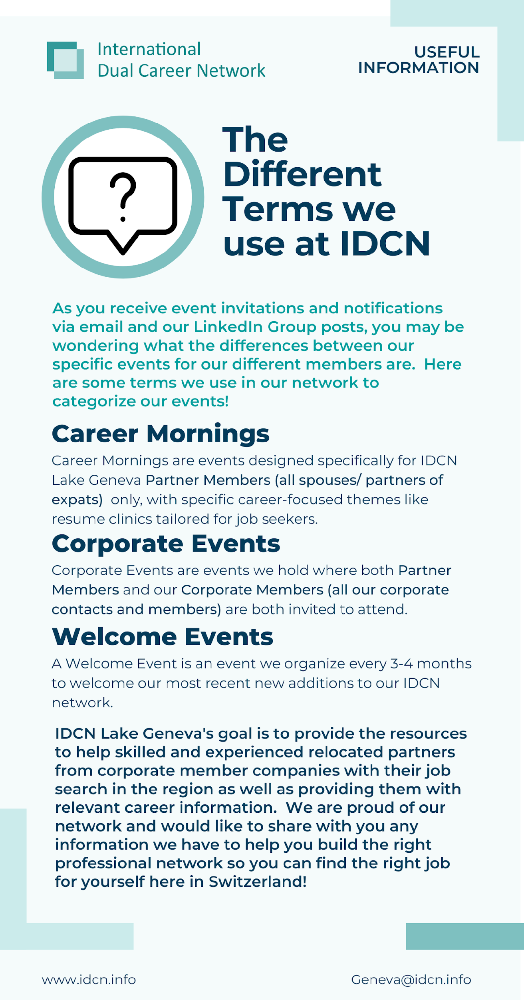 International
Dual Career Network
USEFUL
INFORMATION
?
The
Different
Terms we
use at IDCN
As you receive event invitations and notifications
via email and our LinkedIn Group posts, you may be
wondering what the differences between our
specific events for our different members are.  Here
are some terms we use in our network to
categorize our events!
Career Mornings
Career Mornings are events designed specifically for IDCN
Lake Geneva Partner Members (all spouses/ partners of
expats)  only, with specific career-focused themes like
resume clinics tailored for job seekers.
Corporate Events
Corporate Events are events we hold where both Partner
Members and our Corporate Members (all our corporate
contacts and members) are both invited to attend.
Welcome Events
A Welcome Event is an event we organize every 3-4 months
to welcome our most recent new additions to our IDCN
network.
IDCN Lake Geneva's goal is to provide the resources
to help skilled and experienced relocated partners
from corporate member companies with their job
search in the region as well as providing them with
relevant career information.  We are proud of our
network and would like to share with you any
information we have to help you build the right
professional network so you can find the right job
for yourself here in Switzerland!
www.idcn.info
Geneva@idcn.info